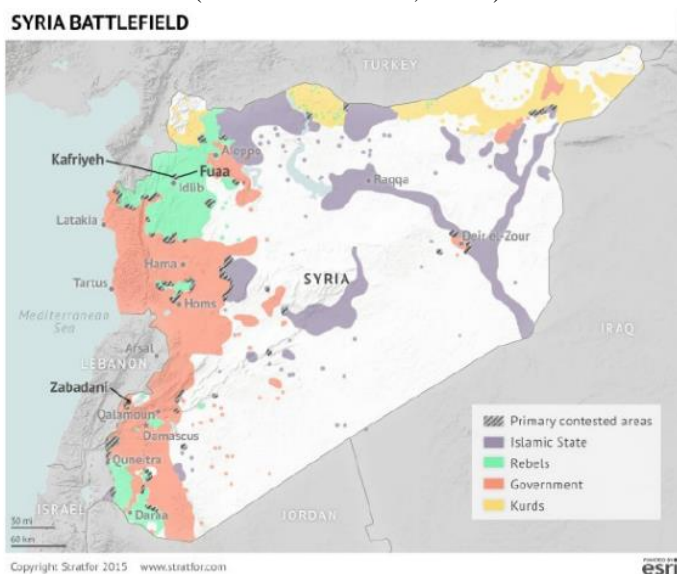 SYRIA BATTLEFIELD
TURKEY
Kafriyeh
Aleppo
Fuaa
Idlib
Raqqa
Latakia
Deir el-Zour
Hama
SYRIA
Tartus
Homs
Mediterranean
Sea
IRAQ
Arsal
LEBANON
Zabadani
Qalamoun
Damascus
Quneitra
Primary contested areas
Islamic State
Rebels
Government
Kurds
ISRAEL
Daraa
JORDAN
50 mi
60 km
Copyright Stratfor 2015 www.stratfor.com
esri